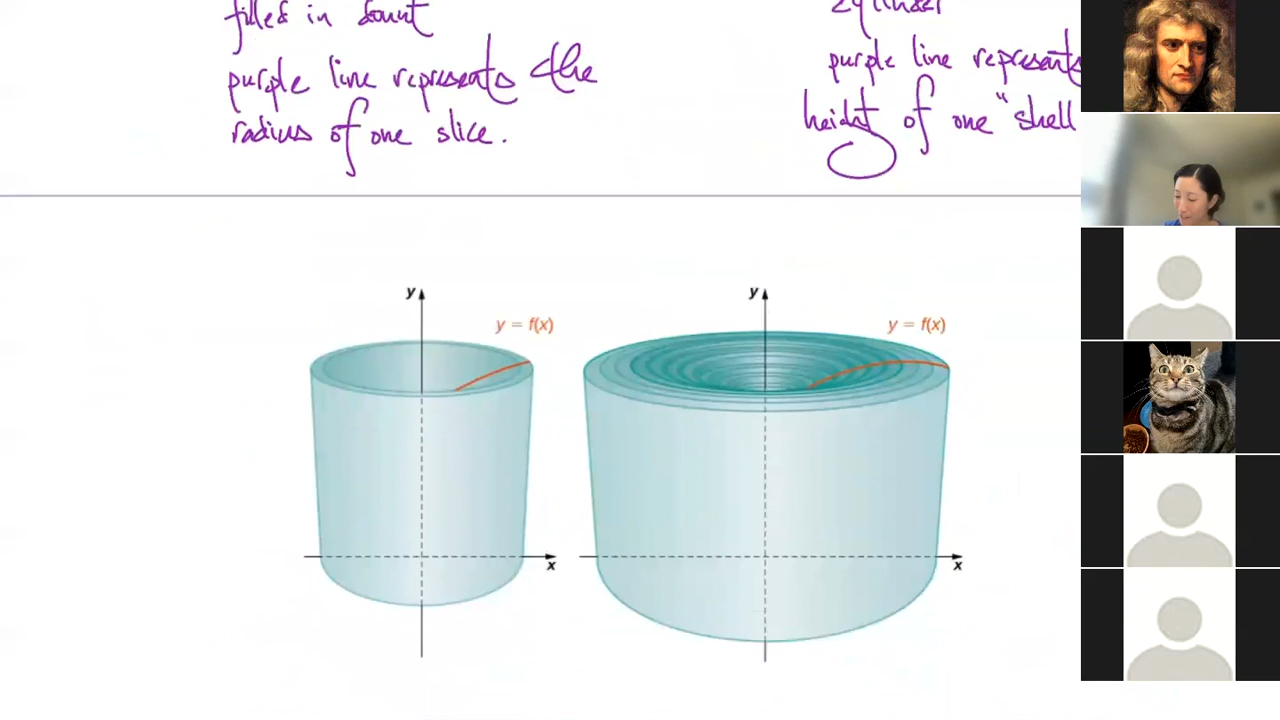 filled in donut
purple line represents the
radius of one slice.
cylinder
purple line represents
height of one "shell
y
y = f(x)
x
y
y = f(x)
x